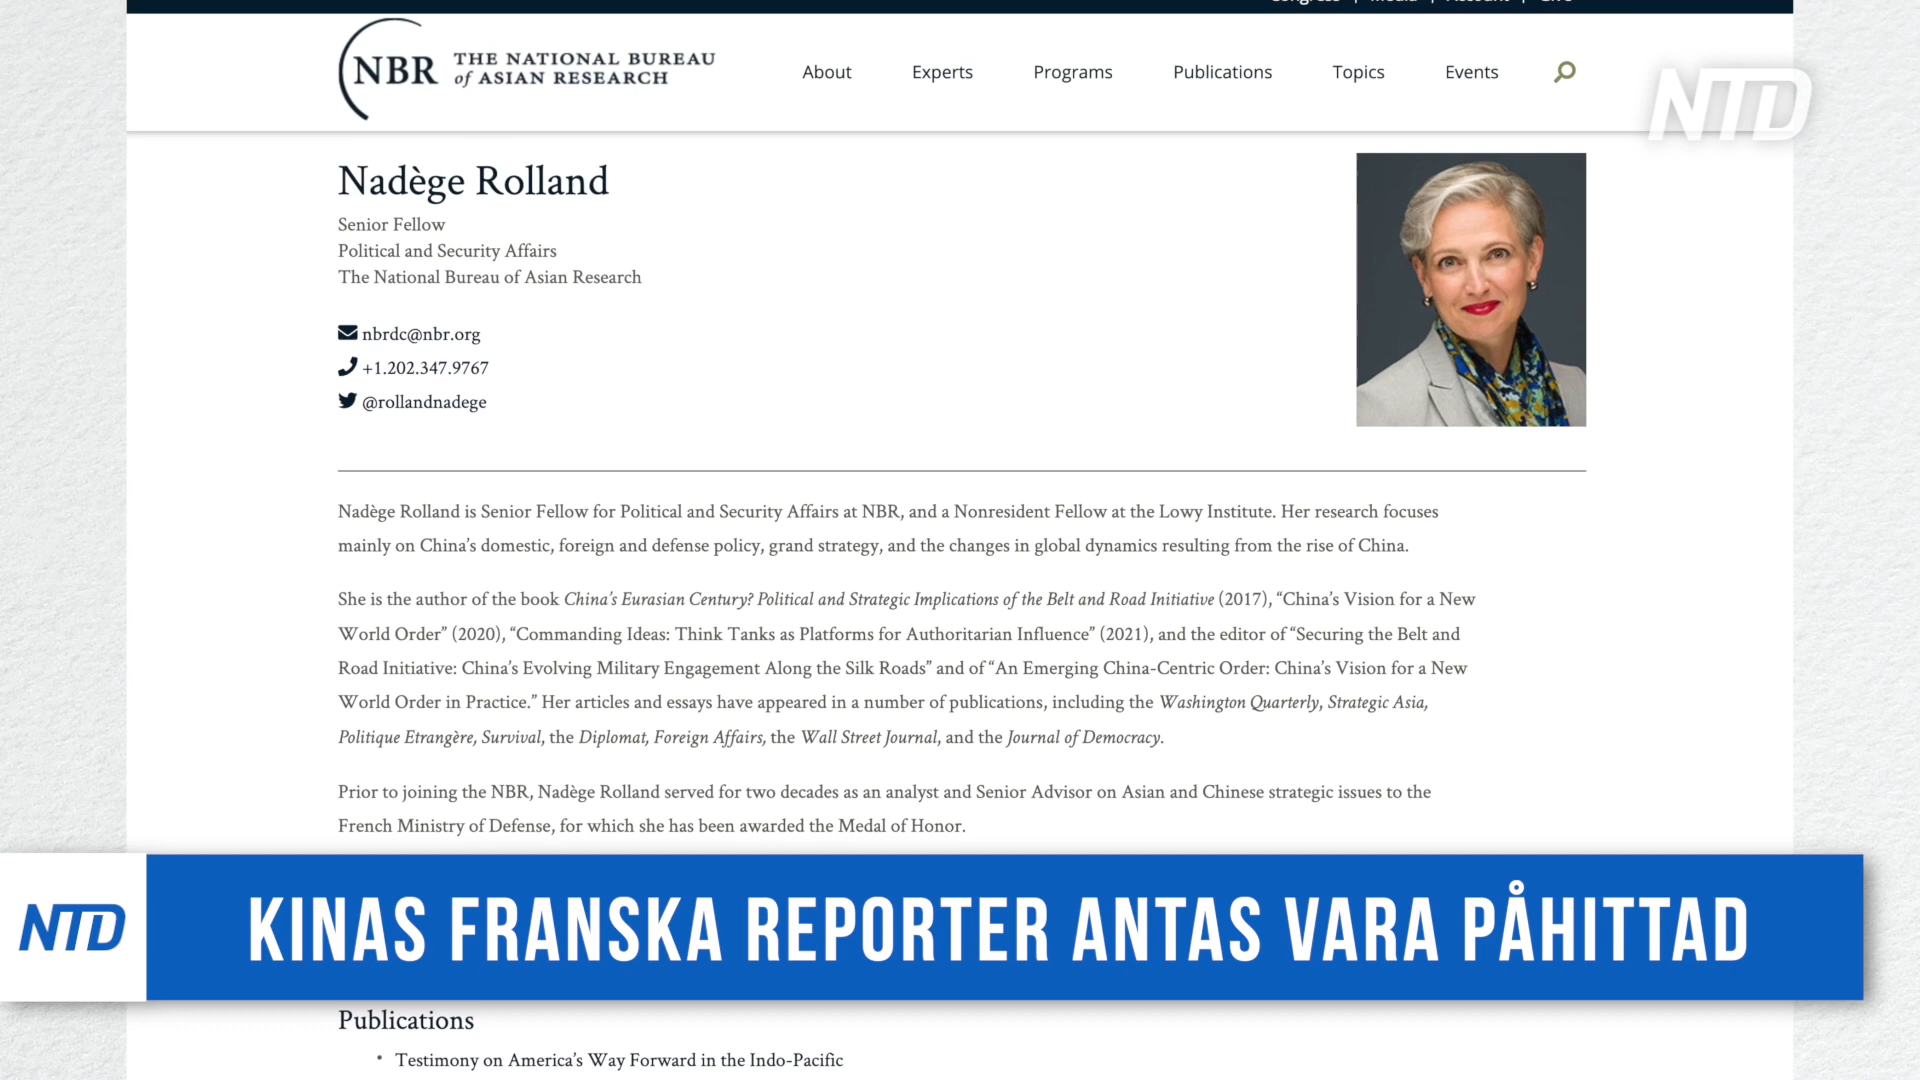 Congress | Media | Account | Give
NBR THE NATIONAL BUREAU
of ASIAN RESEARCH
About Experts Programs Publications Topics Events
NTD
Nadège Rolland
Senior Fellow
Political and Security Affairs
The National Bureau of Asian Research
nbrdc@nbr.org
+1.202.347.9767
@rollandnadege
Nadège Rolland is Senior Fellow for Political and Security Affairs at NBR, and a Nonresident Fellow at the Lowy Institute. Her research focuses
mainly on China’s domestic, foreign and defense policy, grand strategy, and the changes in global dynamics resulting from the rise of China.
She is the author of the book China’s Eurasian Century? Political and Strategic Implications of the Belt and Road Initiative (2017), “China’s Vision for a New
World Order” (2020), “Commanding Ideas: Think Tanks as Platforms for Authoritarian Influence” (2021), and the editor of “Securing the Belt and
Road Initiative: China’s Evolving Military Engagement Along the Silk Roads” and of “An Emerging China-Centric Order: China’s Vision for a New
World Order in Practice.” Her articles and essays have appeared in a number of publications, including the Washington Quarterly, Strategic Asia,
Politique Etrangère, Survival, the Diplomat, Foreign Affairs, the Wall Street Journal, and the Journal of Democracy.
Prior to joining the NBR, Nadège Rolland served for two decades as an analyst and Senior Advisor on Asian and Chinese strategic issues to the
French Ministry of Defense, for which she has been awarded the Medal of Honor.
NTD KINAS FRANSKA REPORTER ANTAS VARA PÅHITTAD
Publications
• Testimony on America’s Way Forward in the Indo-Pacific